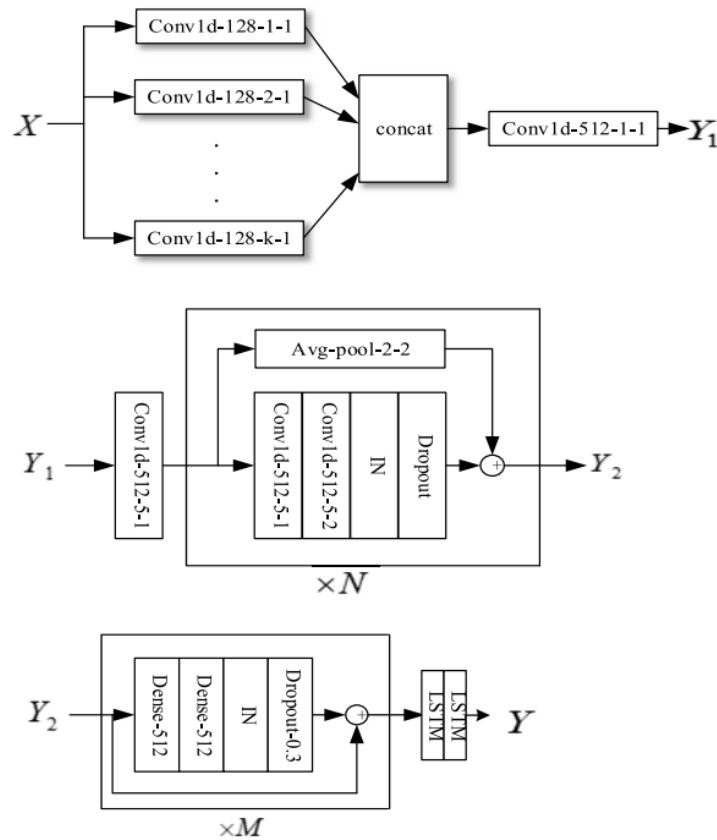 Conv1d-128-1-1
X
Conv1d-128-2-1
.
.
.
Conv1d-128-k-1
concat
Conv1d-512-1-1
Y1
Avg-pool-2-2
Y1
Conv1d-512-5-1
Conv1d-512-5-1
Conv1d-512-5-2
IN
Dropout
+
Y2
×N
Y2
Dense-512
Dense-512
IN
Dropout-0.3
+
LSTM
LSTM
Y
×M